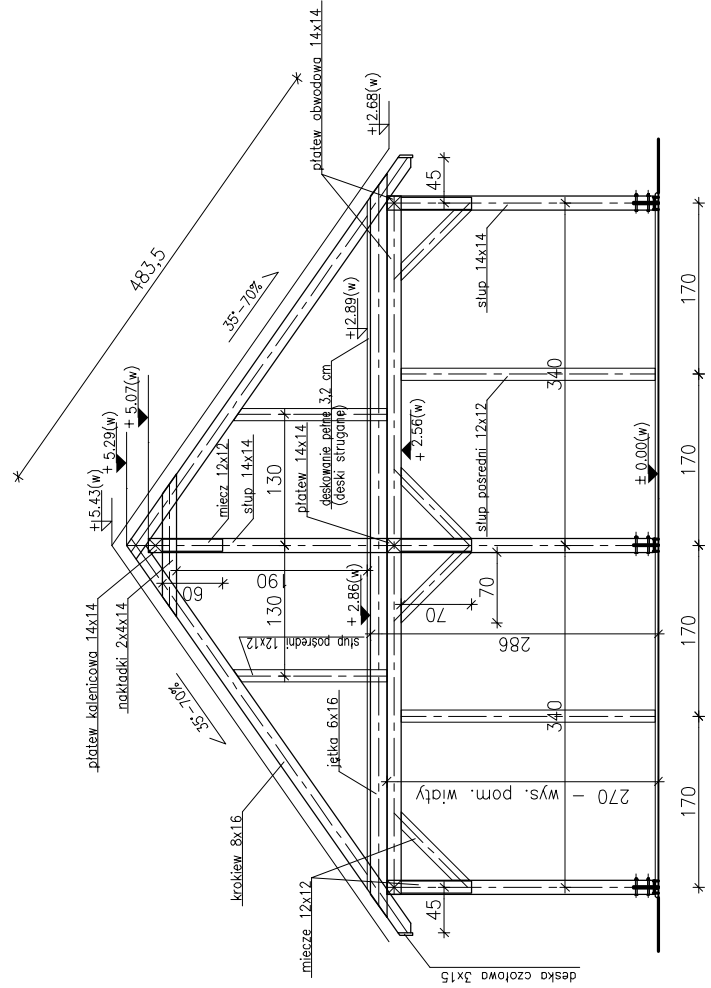 483,5
płatew obwodowa 14x14
+2.68(w)
35°-70%
+5.43(w)
+5.29(w)
+5.07(w)
płatew kalenicowa 14x14
nakładki 2x4x14
35°-70%
krokiew 8x16
miecze 12x12
deska czołowa 3x15
miecz 12x12
słup 14x14
płatew 14x14
deskowanie pełne 3,2 cm
(deski strugane)
+2.89(w)
60
190
130
130
słup pośredni 12x12
+2.86(w)
+2.56(w)
jętka 6x16
45
45
70
70
286
270 – wys. pom. wiaty
słup 14x14
słup pośredni 12x12
340
340
±0.00(w)
170
170
170
170